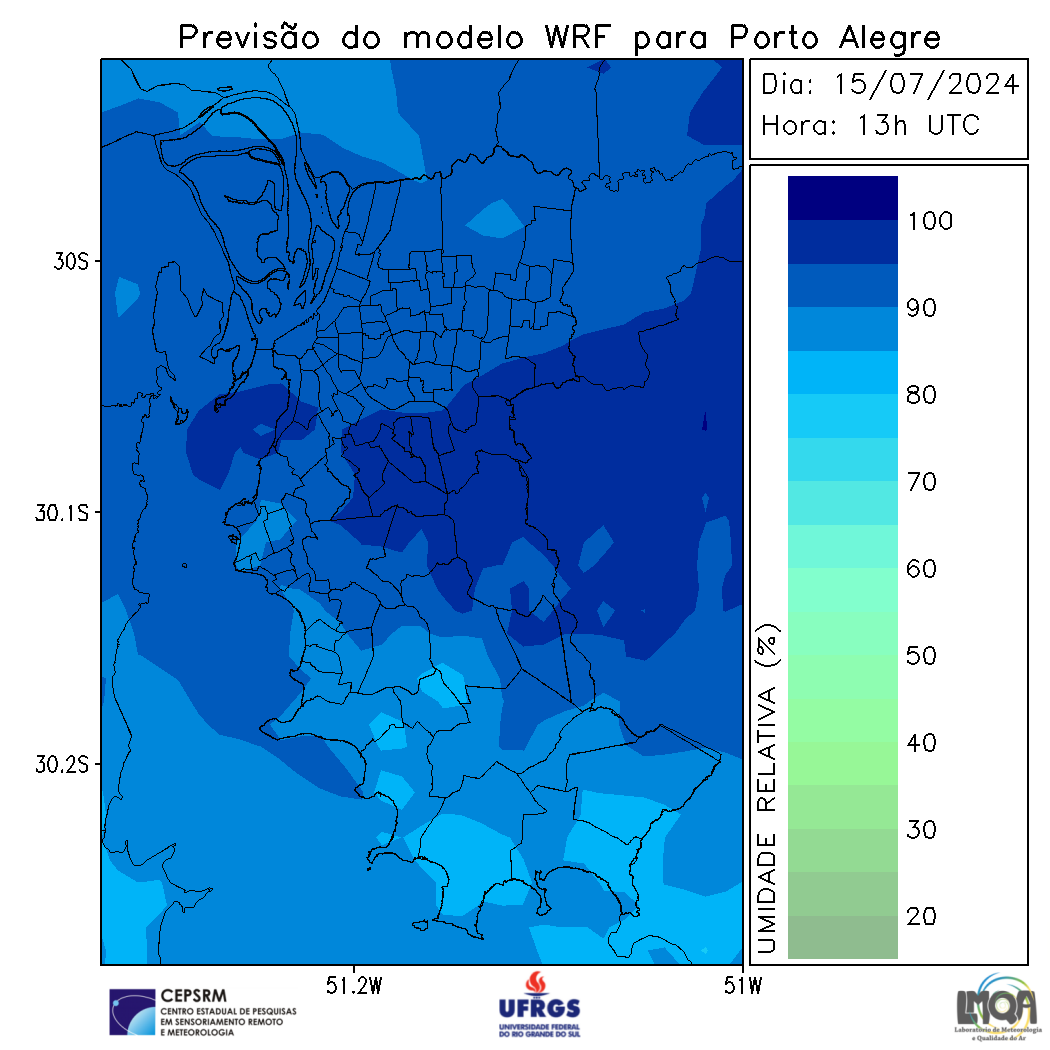 Previsão do modelo WRF para Porto Alegre
Dia: 15/07/2024
Hora: 13h UTC
30S
30.1S
30.2S
51.2W
51W
UMIDADE RELATIVA (%)
100
90
80
70
60
50
40
30
20
CEPSRM
CENTRO ESTADUAL DE PESQUISAS
EM SENSORIAMENTO REMOTO
E METEOROLOGIA
UFRGS
UNIVERSIDADE FEDERAL
DO RIO GRANDE DO SUL
LMQA
Laboratório de Meteorologia
e Qualidade do Ar